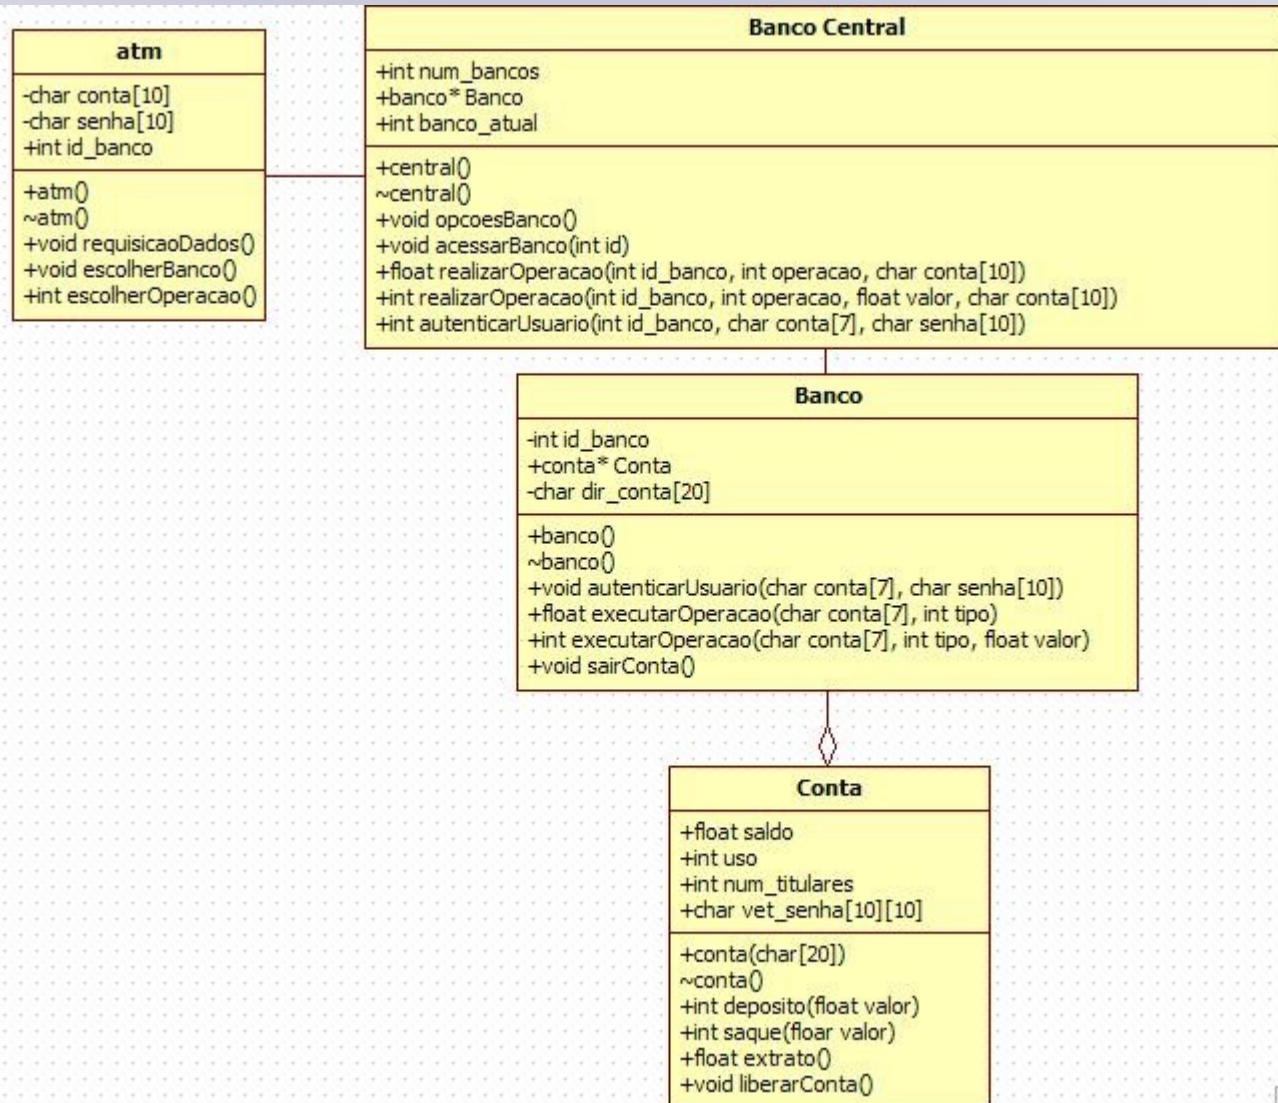 atm
-char conta[10]
-char senha[10]
+int id_banco
+atm()
~atm()
+void requisicaoDados()
+void escolherBanco()
+int escolherOperacao()
Banco Central
+int num_bancos
+banco* Banco
+int banco_atual
+central()
~central()
+void opcoesBanco()
+void acessarBanco(int id)
+float realizarOperacao(int id_banco, int operacao, char conta[10])
+int realizarOperacao(int id_banco, int operacao, float valor, char conta[10])
+int autenticarUsuario(int id_banco, char conta[7], char senha[10])
Banco
-int id_banco
+conta* Conta
-char dir_conta[20]
+banco()
~banco()
+void autenticarUsuario(char conta[7], char senha[10])
+float executarOperacao(char conta[7], int tipo)
+int executarOperacao(char conta[7], int tipo, float valor)
+void sairConta()
Conta
+float saldo
+int uso
+int num_titulares
+char vet_senha[10][10]
+conta(char[20])
~conta()
+int deposito(float valor)
+int saque(floar valor)
+float extrato()
+void liberarConta()